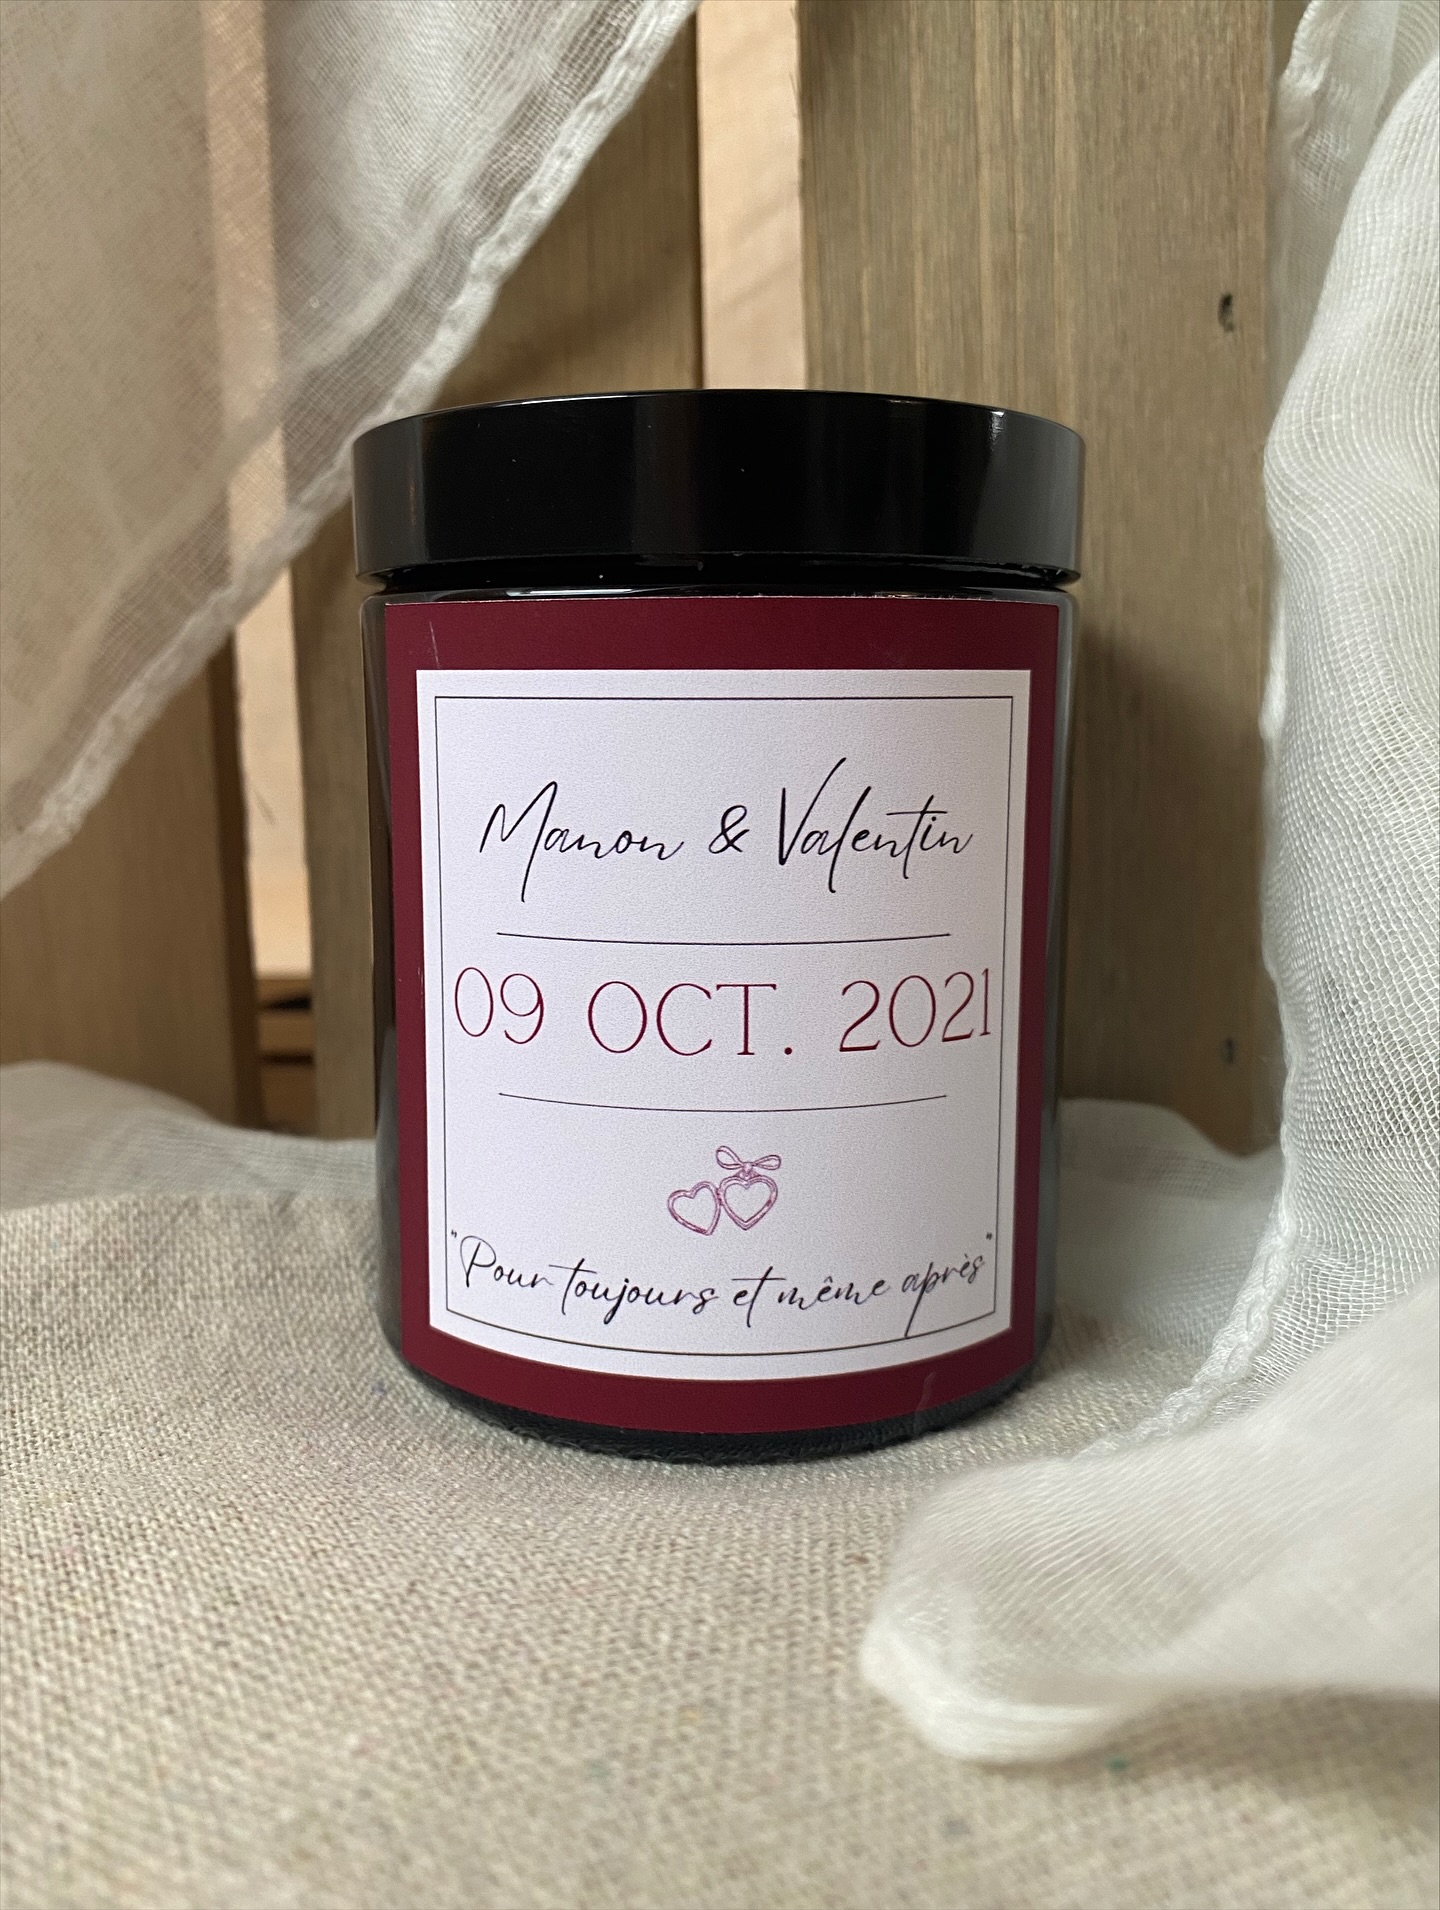 Manon & Valentin
09 OCT. 2021
"Pour toujours et même après"